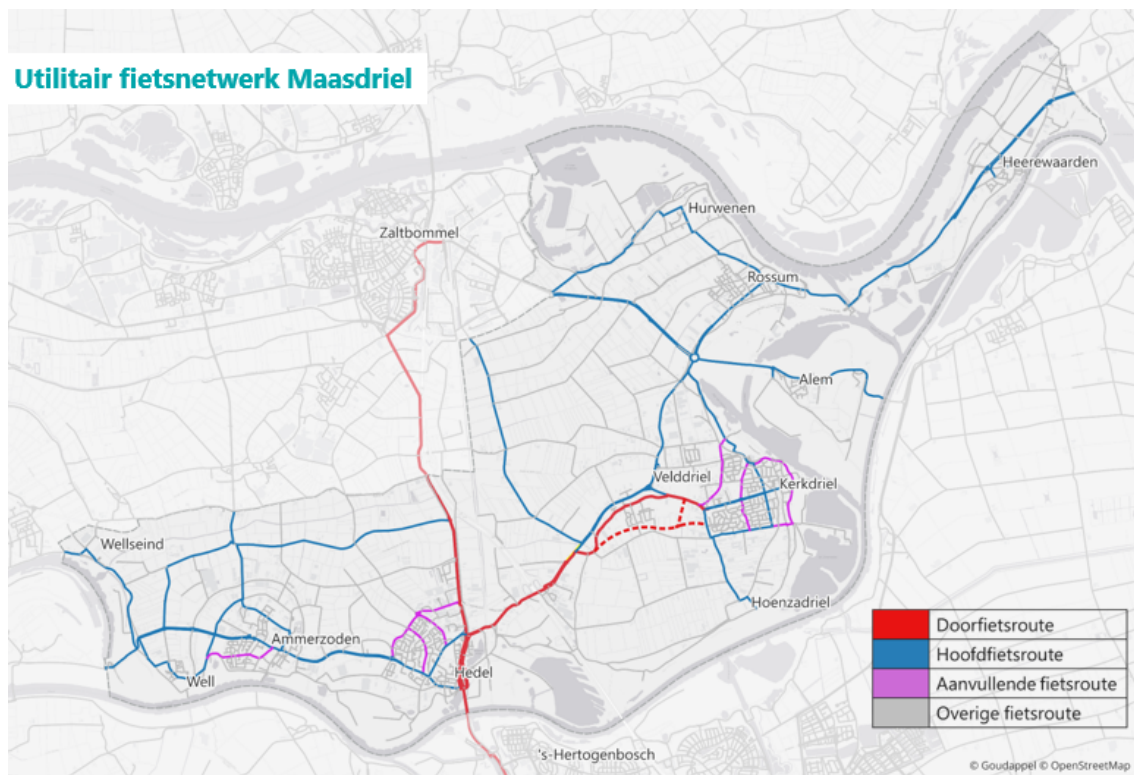 Utilitair fietsnetwerk Maasdriel
Heerewaarden
Hurwenen
Zaltbommel
Rossum
Alem
Velddriel
Kerkdriel
Wellseind
Hoenzadriel
Ammerzoden
Hedel
Well
Doorfietsroute
Hoofdfietsroute
Aanvullende fietsroute
Overige fietsroute
's-Hertogenbosch
© Goudappel © OpenStreetMap